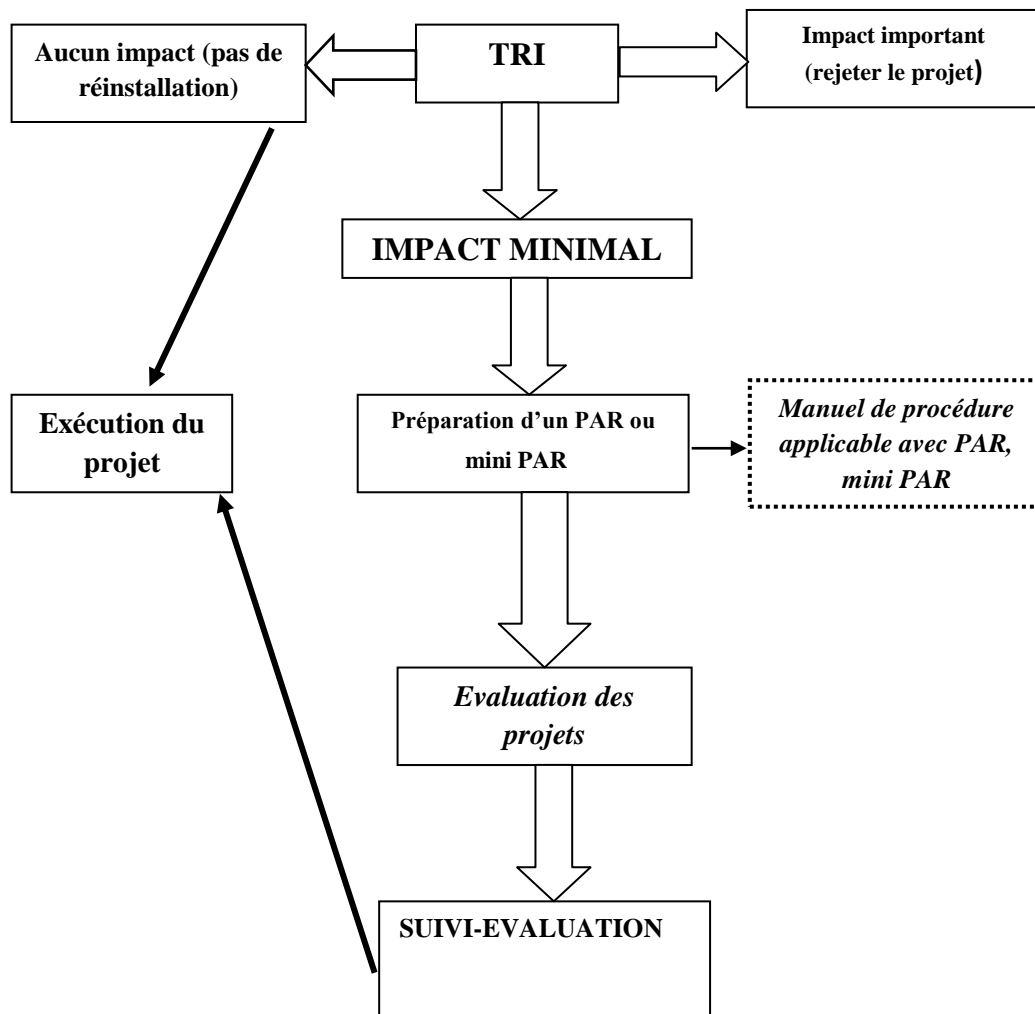 Aucun impact (pas de
réinstallation)
TRI
Impact important
(rejeter le projet)
IMPACT MINIMAL
Exécution du
projet
Préparation d’un PAR ou
mini PAR
Manuel de procédure
applicable avec PAR,
mini PAR
Evaluation des
projets
SUIVI-EVALUATION